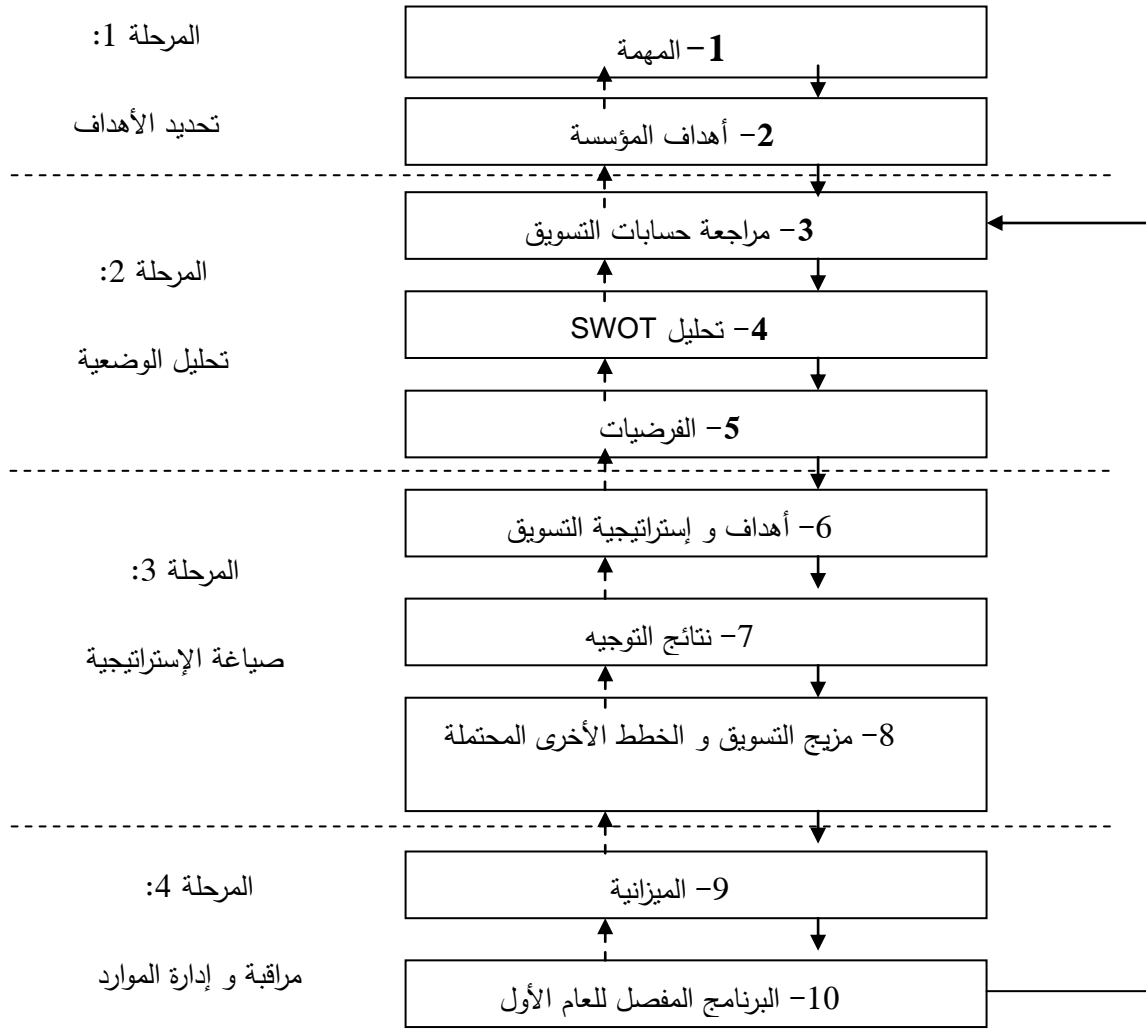 المرحلة 1:
1- المهمة
تحديد الأهداف
2- أهداف المؤسسة
3- مراجعة حسابات التسويق
المرحلة 2:
4- تحليل SWOT
تحليل الوضعية
5- الفرضيات
6- أهداف و إستراتيجية التسويق
المرحلة 3:
7- نتائج التوجيه
صياغة الإستراتيجية
8- مزيج التسويق و الخطط الأخرى المحتملة
المرحلة 4:
9- الميزانية
مراقبة و إدارة الموارد
10- البرنامج المفصل للعام الأول